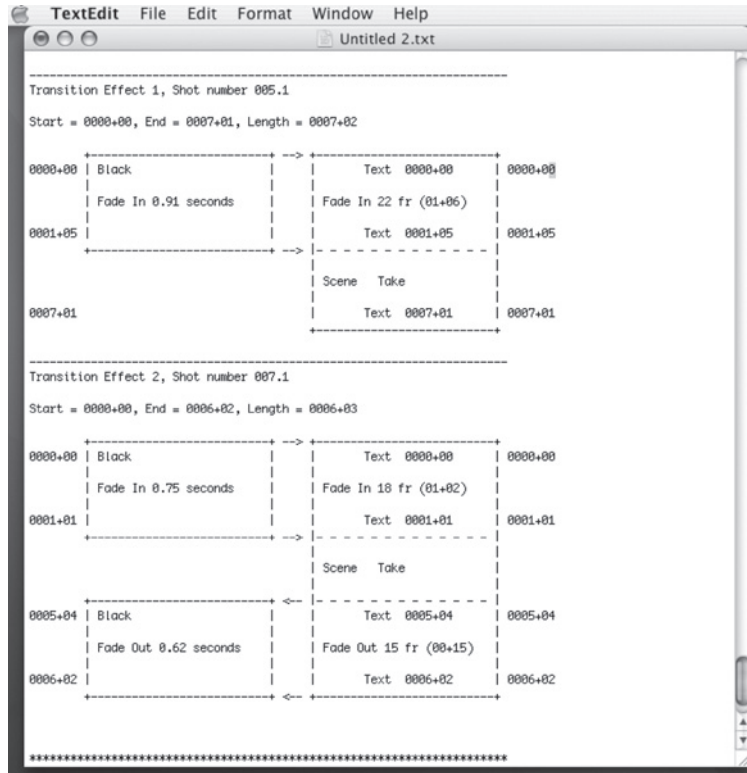 TextEdit File Edit Format Window Help
Untitled 2.txt
----------------------------------------------------------------------
Transition Effect 1, Shot number 005.1
Start = 0000+00, End = 0007+01, Length = 0007+02
+--------------------------+ --> +--------------------------+
0000+00 | Black | | Text 0000+00 | 0000+00
| Fade In 0.91 seconds | | Fade In 22 fr (01+06) |
0001+05 | | | Text 0001+05 | 0001+05
+--------------------------+ --> |- - - - - - - - - - - - - |
| Scene Take |
0007+01 | Text 0007+01 | 0007+01
+--------------------------+
----------------------------------------------------------------------
Transition Effect 2, Shot number 007.1
Start = 0000+00, End = 0006+02, Length = 0006+03
+--------------------------+ --> +--------------------------+
0000+00 | Black | | Text 0000+00 | 0000+00
| Fade In 0.75 seconds | | Fade In 18 fr (01+02) |
0001+01 | | | Text 0001+01 | 0001+01
+--------------------------+ --> |- - - - - - - - - - - - - |
| Scene Take |
+--------------------------+ <-- |- - - - - - - - - - - - - |
0005+04 | Black | | Text 0005+04 | 0005+04
| Fade Out 0.62 seconds | | Fade Out 15 fr (00+15) |
0006+02 | | | Text 0006+02 | 0006+02
+--------------------------+ <-- +--------------------------+
**********************************************************************